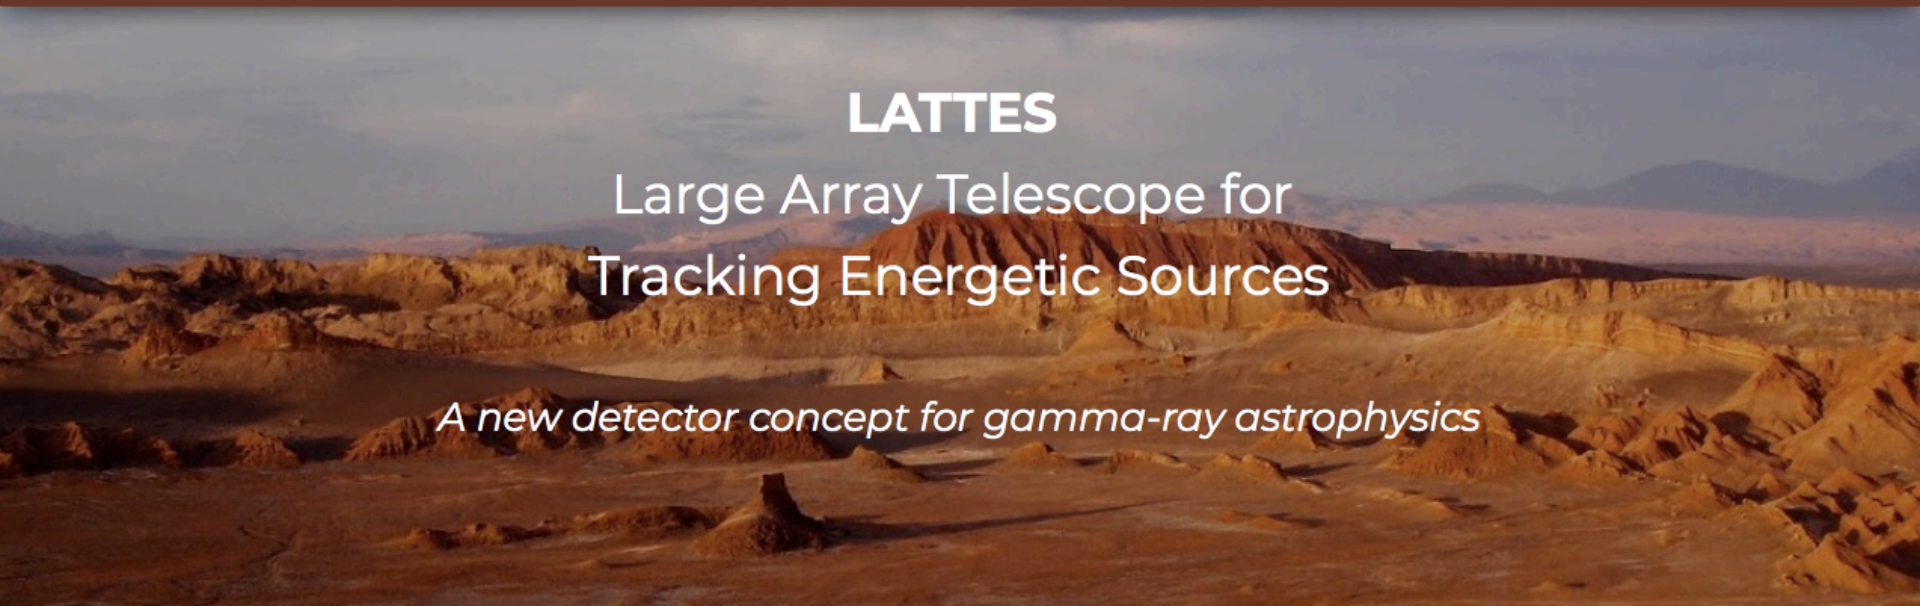 LATTES
Large Array Telescope for
Tracking Energetic Sources
A new detector concept for gamma-ray astrophysics